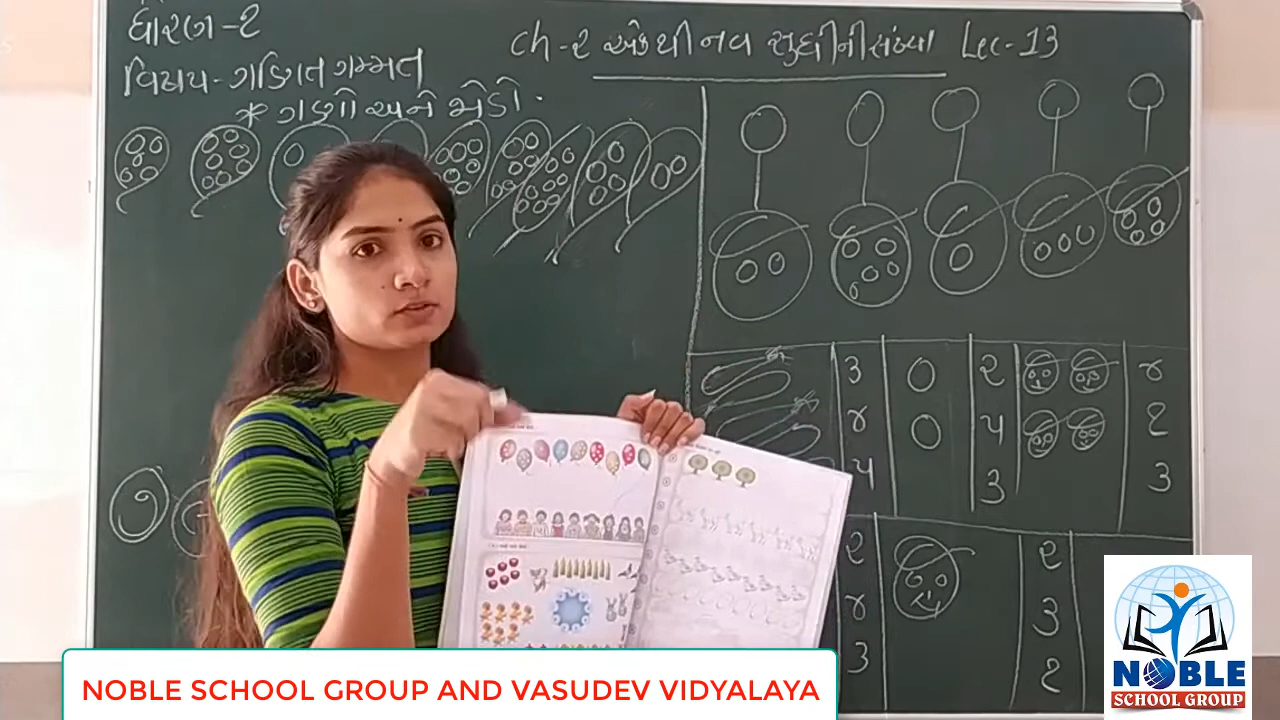 ધોરણ-૨
વિષય-ગણિત ગમ્મત
* ગણો અને જોડો.
ch-૨ એકથી નવ સુધીની સંખ્યા Lec-13
૩ ૨ ૪
૪ ૫ ૨
૫ ૩ ૩
૨ ૨
૪ ૩
૩ ૨
NOBLE SCHOOL GROUP AND VASUDEV VIDYALAYA
NOBLE
SCHOOL GROUP